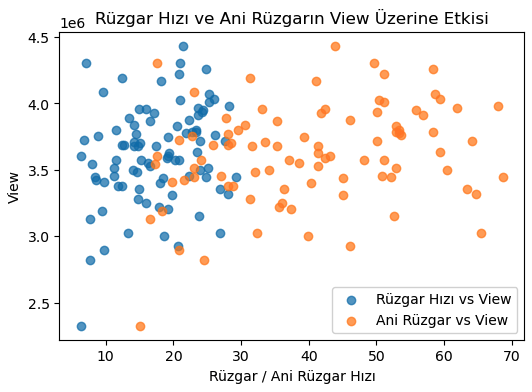 Rüzgar Hızı ve Ani Rüzgarın View Üzerine Etkisi
1e6
4.5
4.0
3.5
3.0
2.5
View
Rüzgar Hızı vs View
Ani Rüzgar vs View
10 20 30 40 50 60 70
Rüzgar / Ani Rüzgar Hızı